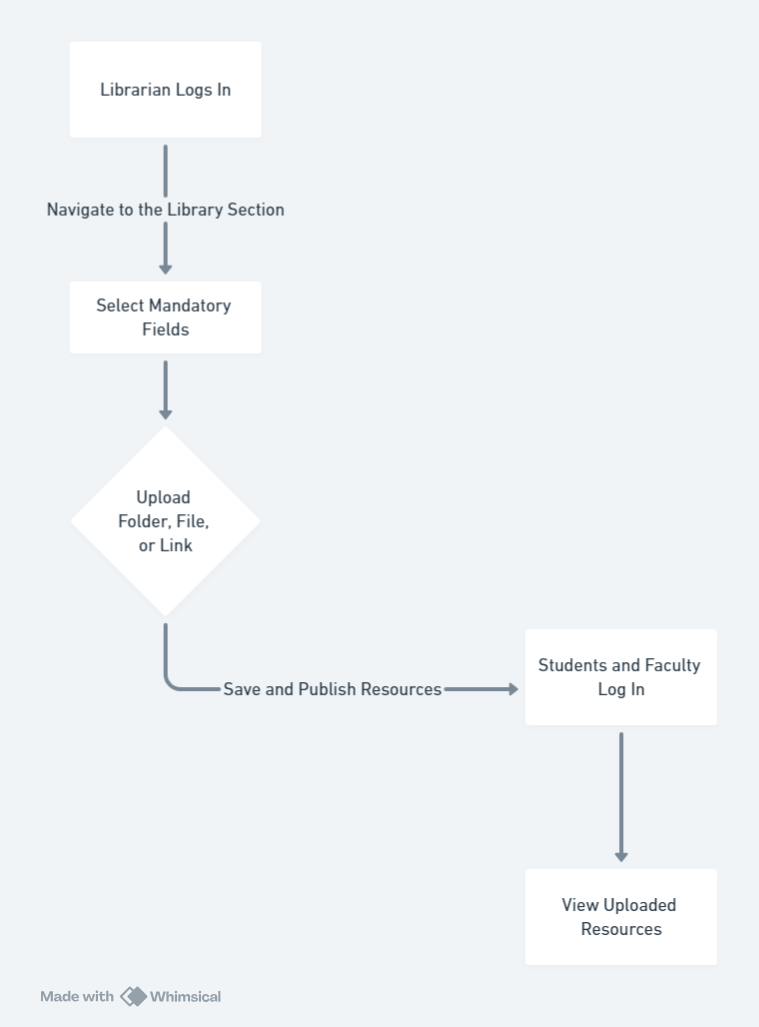 Librarian Logs In
Navigate to the Library Section
Select Mandatory
Fields
Upload
Folder, File,
or Link
Save and Publish Resources
Students and Faculty
Log In
View Uploaded
Resources
Made with Whimsical